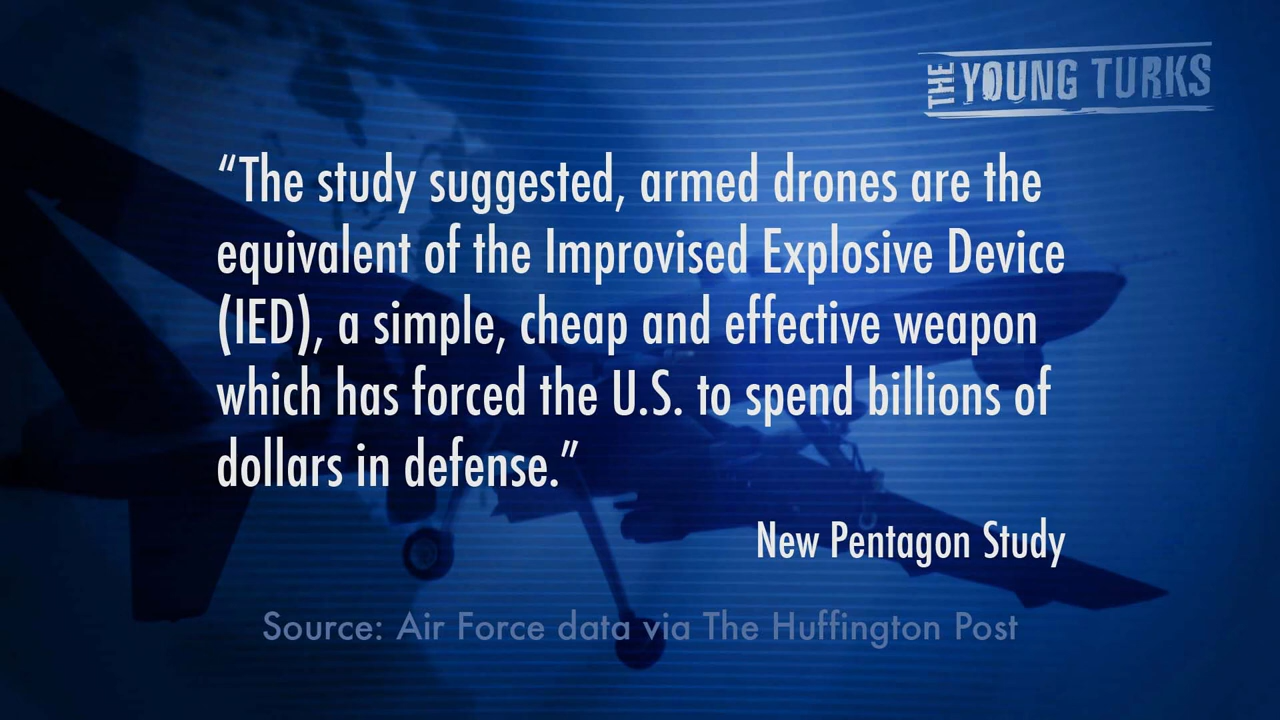 THE YOUNG TURKS
“The study suggested, armed drones are the
equivalent of the Improvised Explosive Device
(IED), a simple, cheap and effective weapon
which has forced the U.S. to spend billions of
dollars in defense.”
New Pentagon Study
Source: Air Force data via The Huffington Post